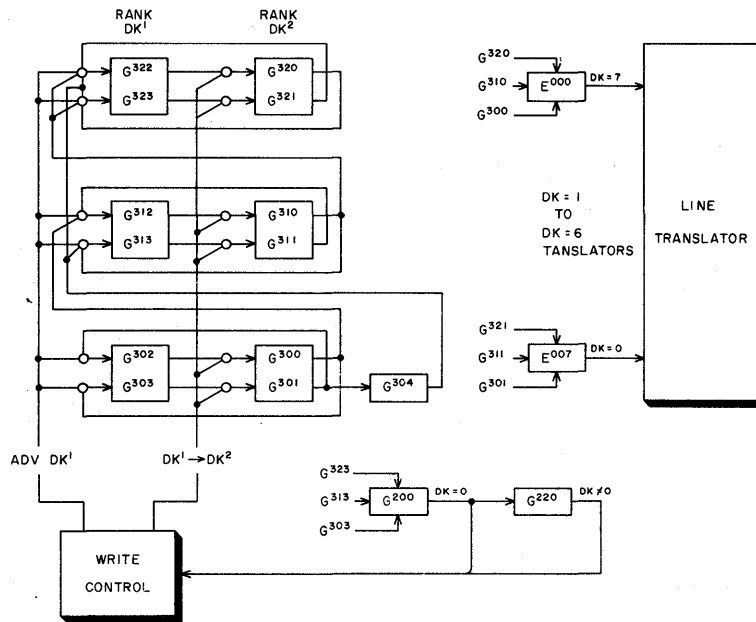 RANK
DK¹
RANK
DK²
G³²²
G³²³
G³²⁰
G³²¹
G³¹²
G³¹³
G³¹⁰
G³¹¹
G³⁰²
G³⁰³
G³⁰⁰
G³⁰¹
G³⁰⁴
ADV DK¹
DK¹→DK²
WRITE
CONTROL
G³²⁰
G³¹⁰
G³⁰⁰
E⁰⁰⁰
DK=7
DK = 1
TO
DK = 6
TANSLATORS
LINE
TRANSLATOR
G³²¹
G³¹¹
G³⁰¹
E⁰⁰⁷
DK=0
G³²³
G³¹³
G³⁰³
G²⁰⁰
DK=0
G²²⁰
DK≠0